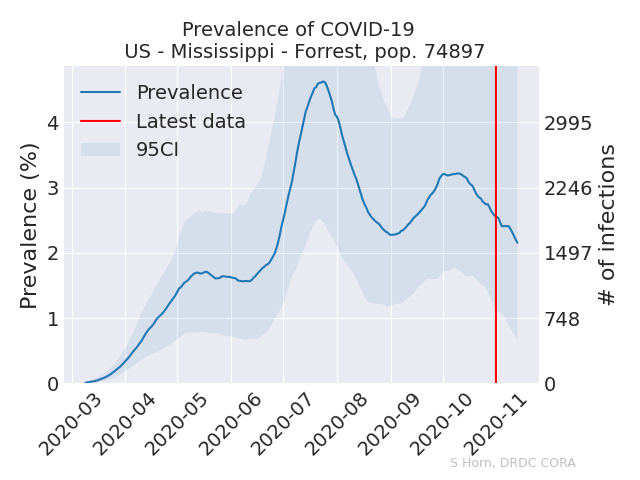 Prevalence of COVID-19
US - Mississippi - Forrest, pop. 74897
Prevalence
Latest data
95CI
Prevalence (%)
4
3
2
1
0
2995
2246
1497
748
0
# of infections
2020-03
2020-04
2020-05
2020-06
2020-07
2020-08
2020-09
2020-10
2020-11
S Horn, DRDC CORA